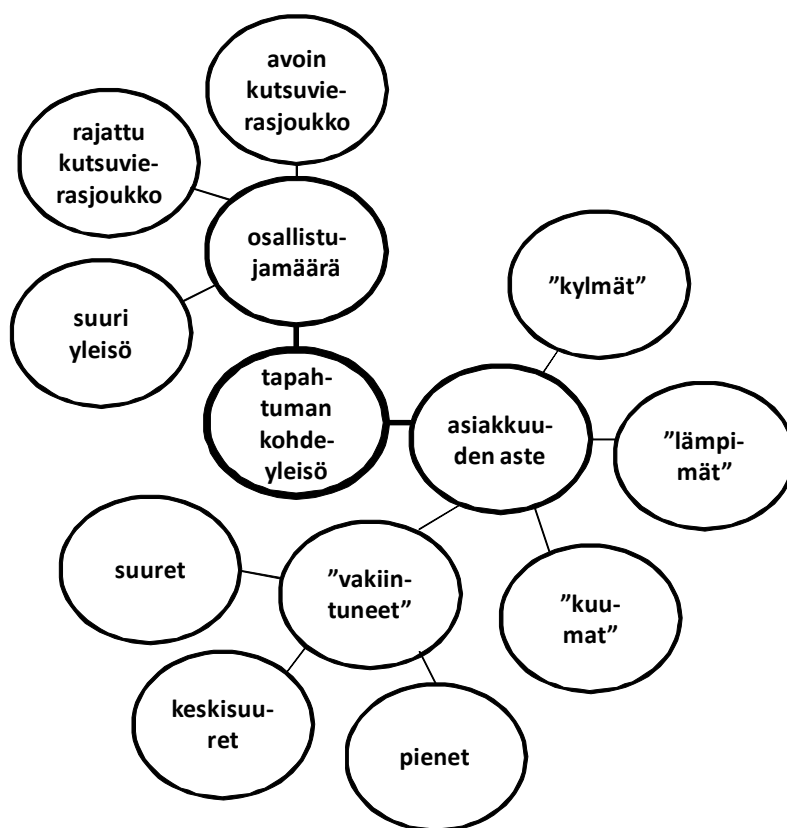 avoin
kutsuvie-
rasjoukko
rajattu
kutsuvie-
rasjoukko
osallistu-
jamäärä
suuri
yleisö
tapah-
tuman
kohde-
yleisö
”kylmät”
asiakkuu-
den aste
”lämpi-
mät”
”kuu-
mat”
”vakiin-
tuneet”
suuret
keskisuu-
ret
pienet